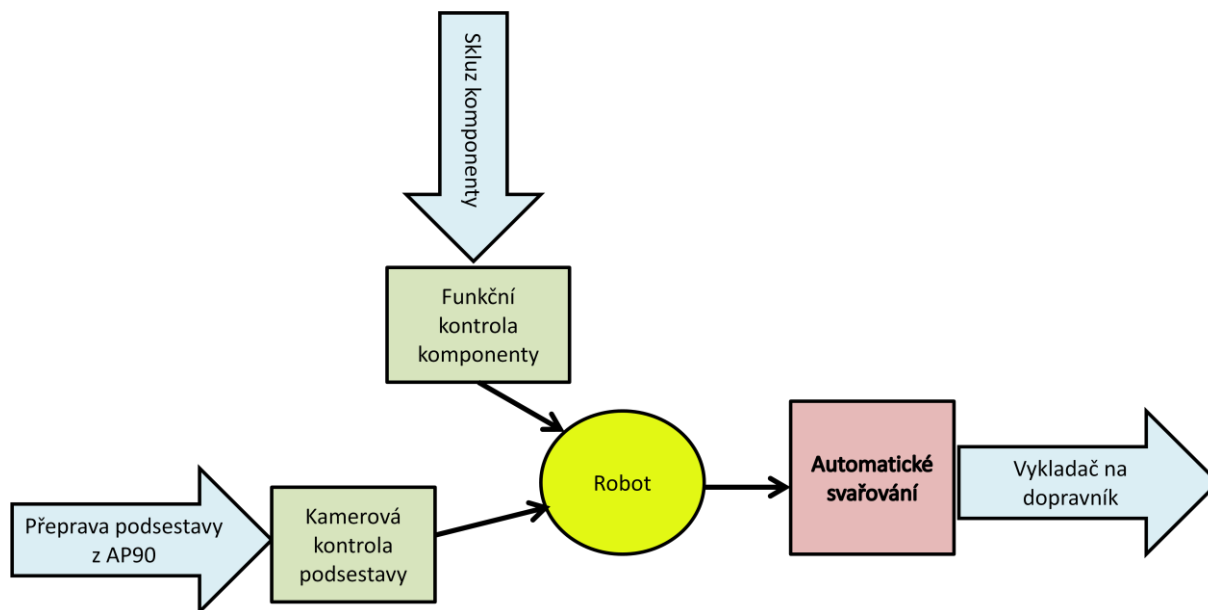 Skluz komponenty
Funkční
kontrola
komponenty
Robot
Automatické
svařování
Vykladač na
dopravník
Přeprava podsestavy
z AP90
Kamerová
kontrola
podsestavy